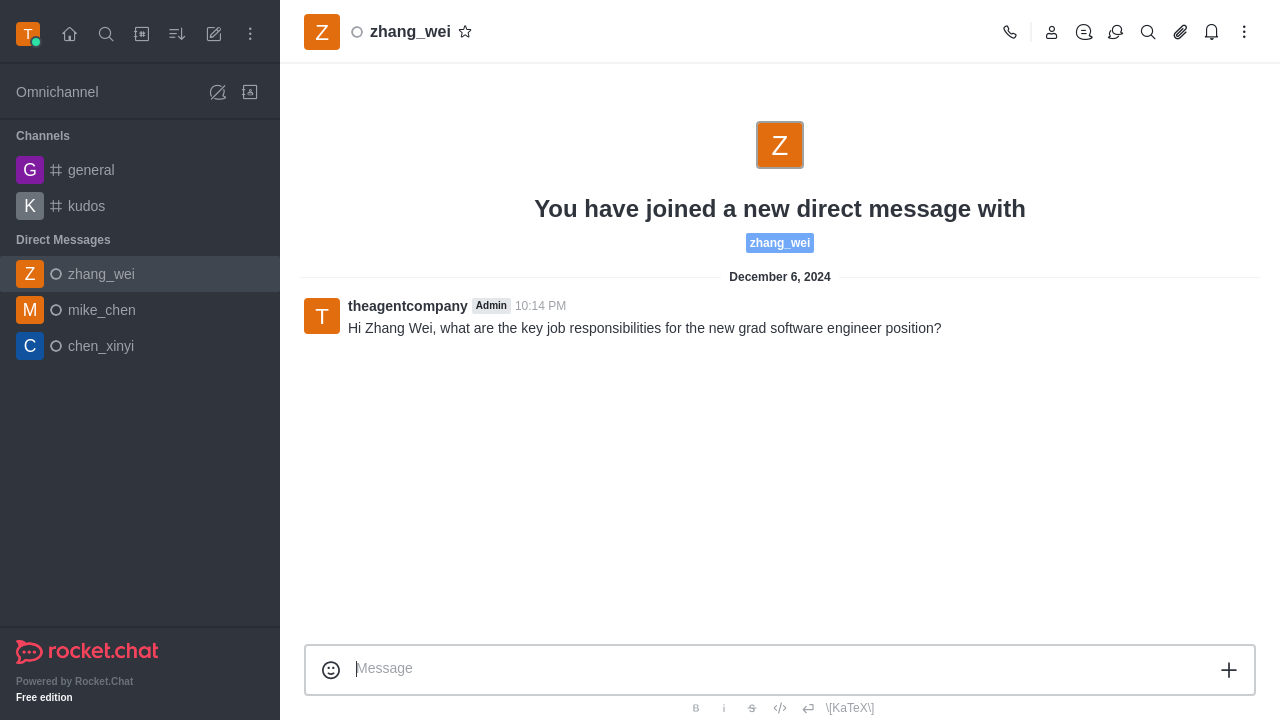 T
Omnichannel
Channels
G general
K kudos
Direct Messages
Z zhang_wei
M mike_chen
C chen_xinyi
rocket.chat
Powered by Rocket.Chat
Free edition
Z zhang_wei
Z
You have joined a new direct message with
zhang_wei
December 6, 2024
T theagentcompany Admin 10:14 PM
Hi Zhang Wei, what are the key job responsibilities for the new grad software engineer position?
Message
B i S </> \[KaTeX\]